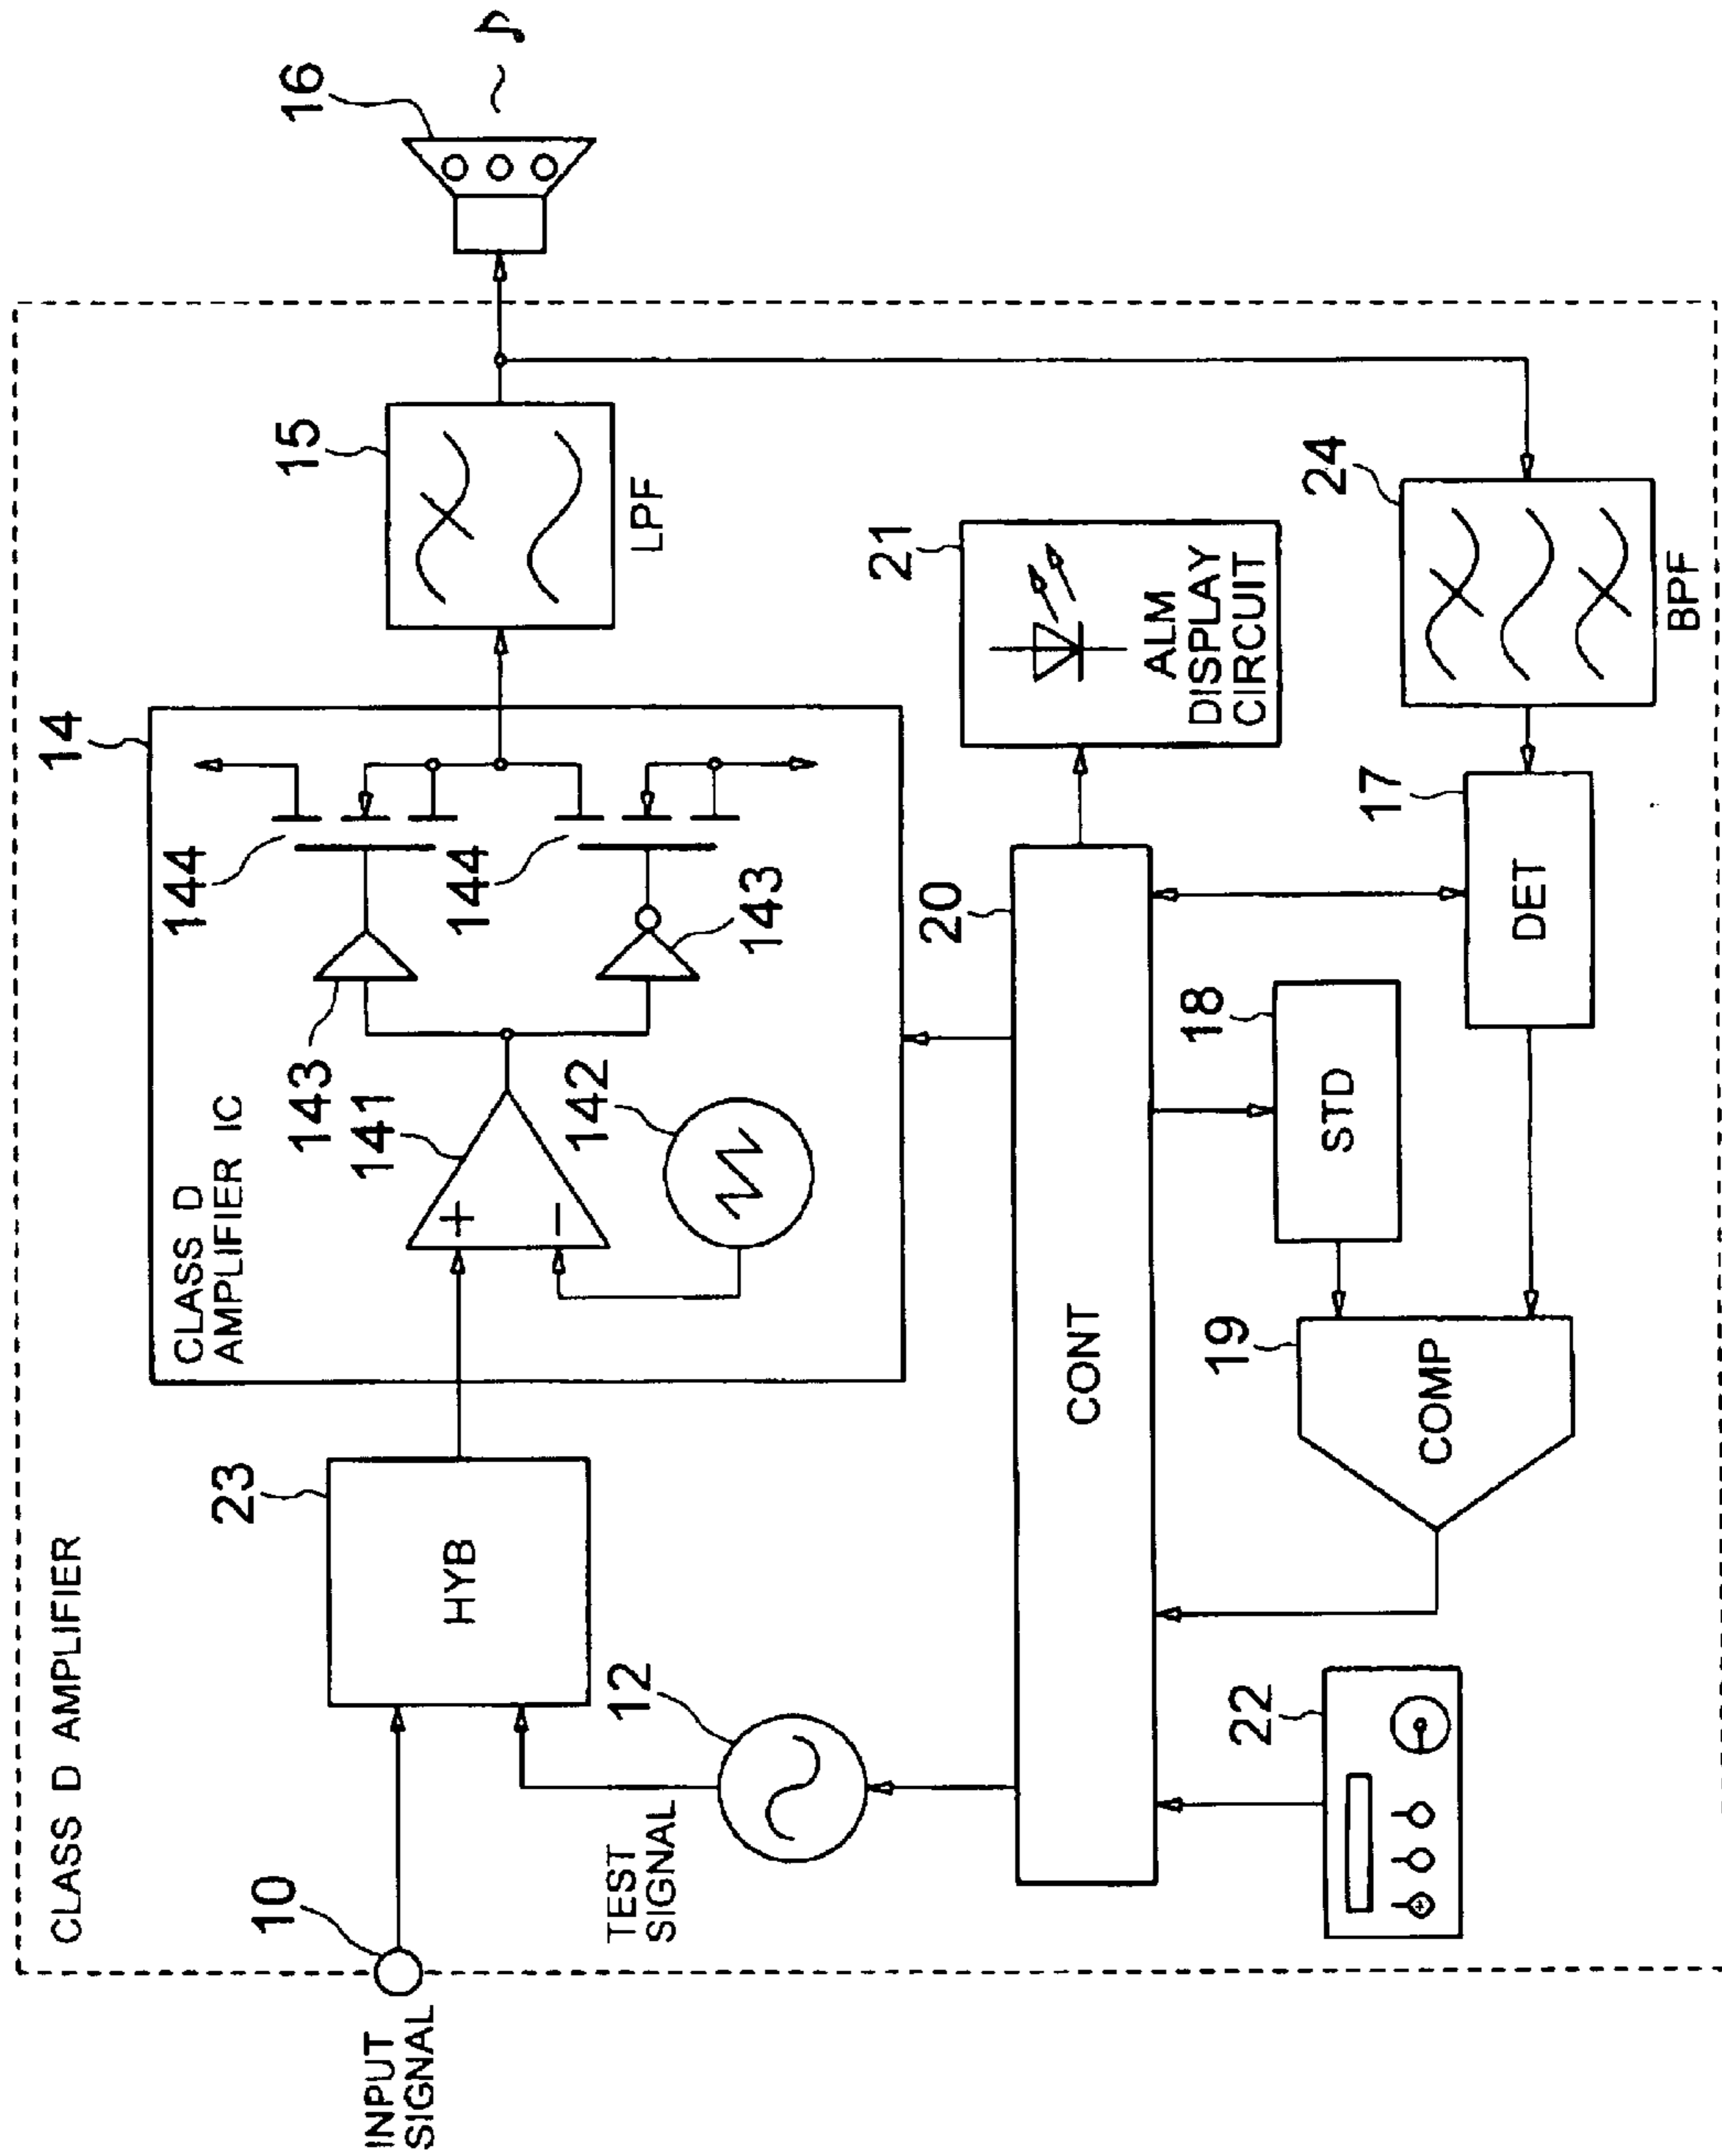 CLASS D AMPLIFIER
INPUT
SIGNAL
10
TEST
SIGNAL
12
23
HYB
14
CLASS D
AMPLIFIER IC
141
142
143
143
144
144
15
LPF
16
20
CONT
21
ALM
DISPLAY
CIRCUIT
22
19
COMP
18
STD
17
DET
24
BPF